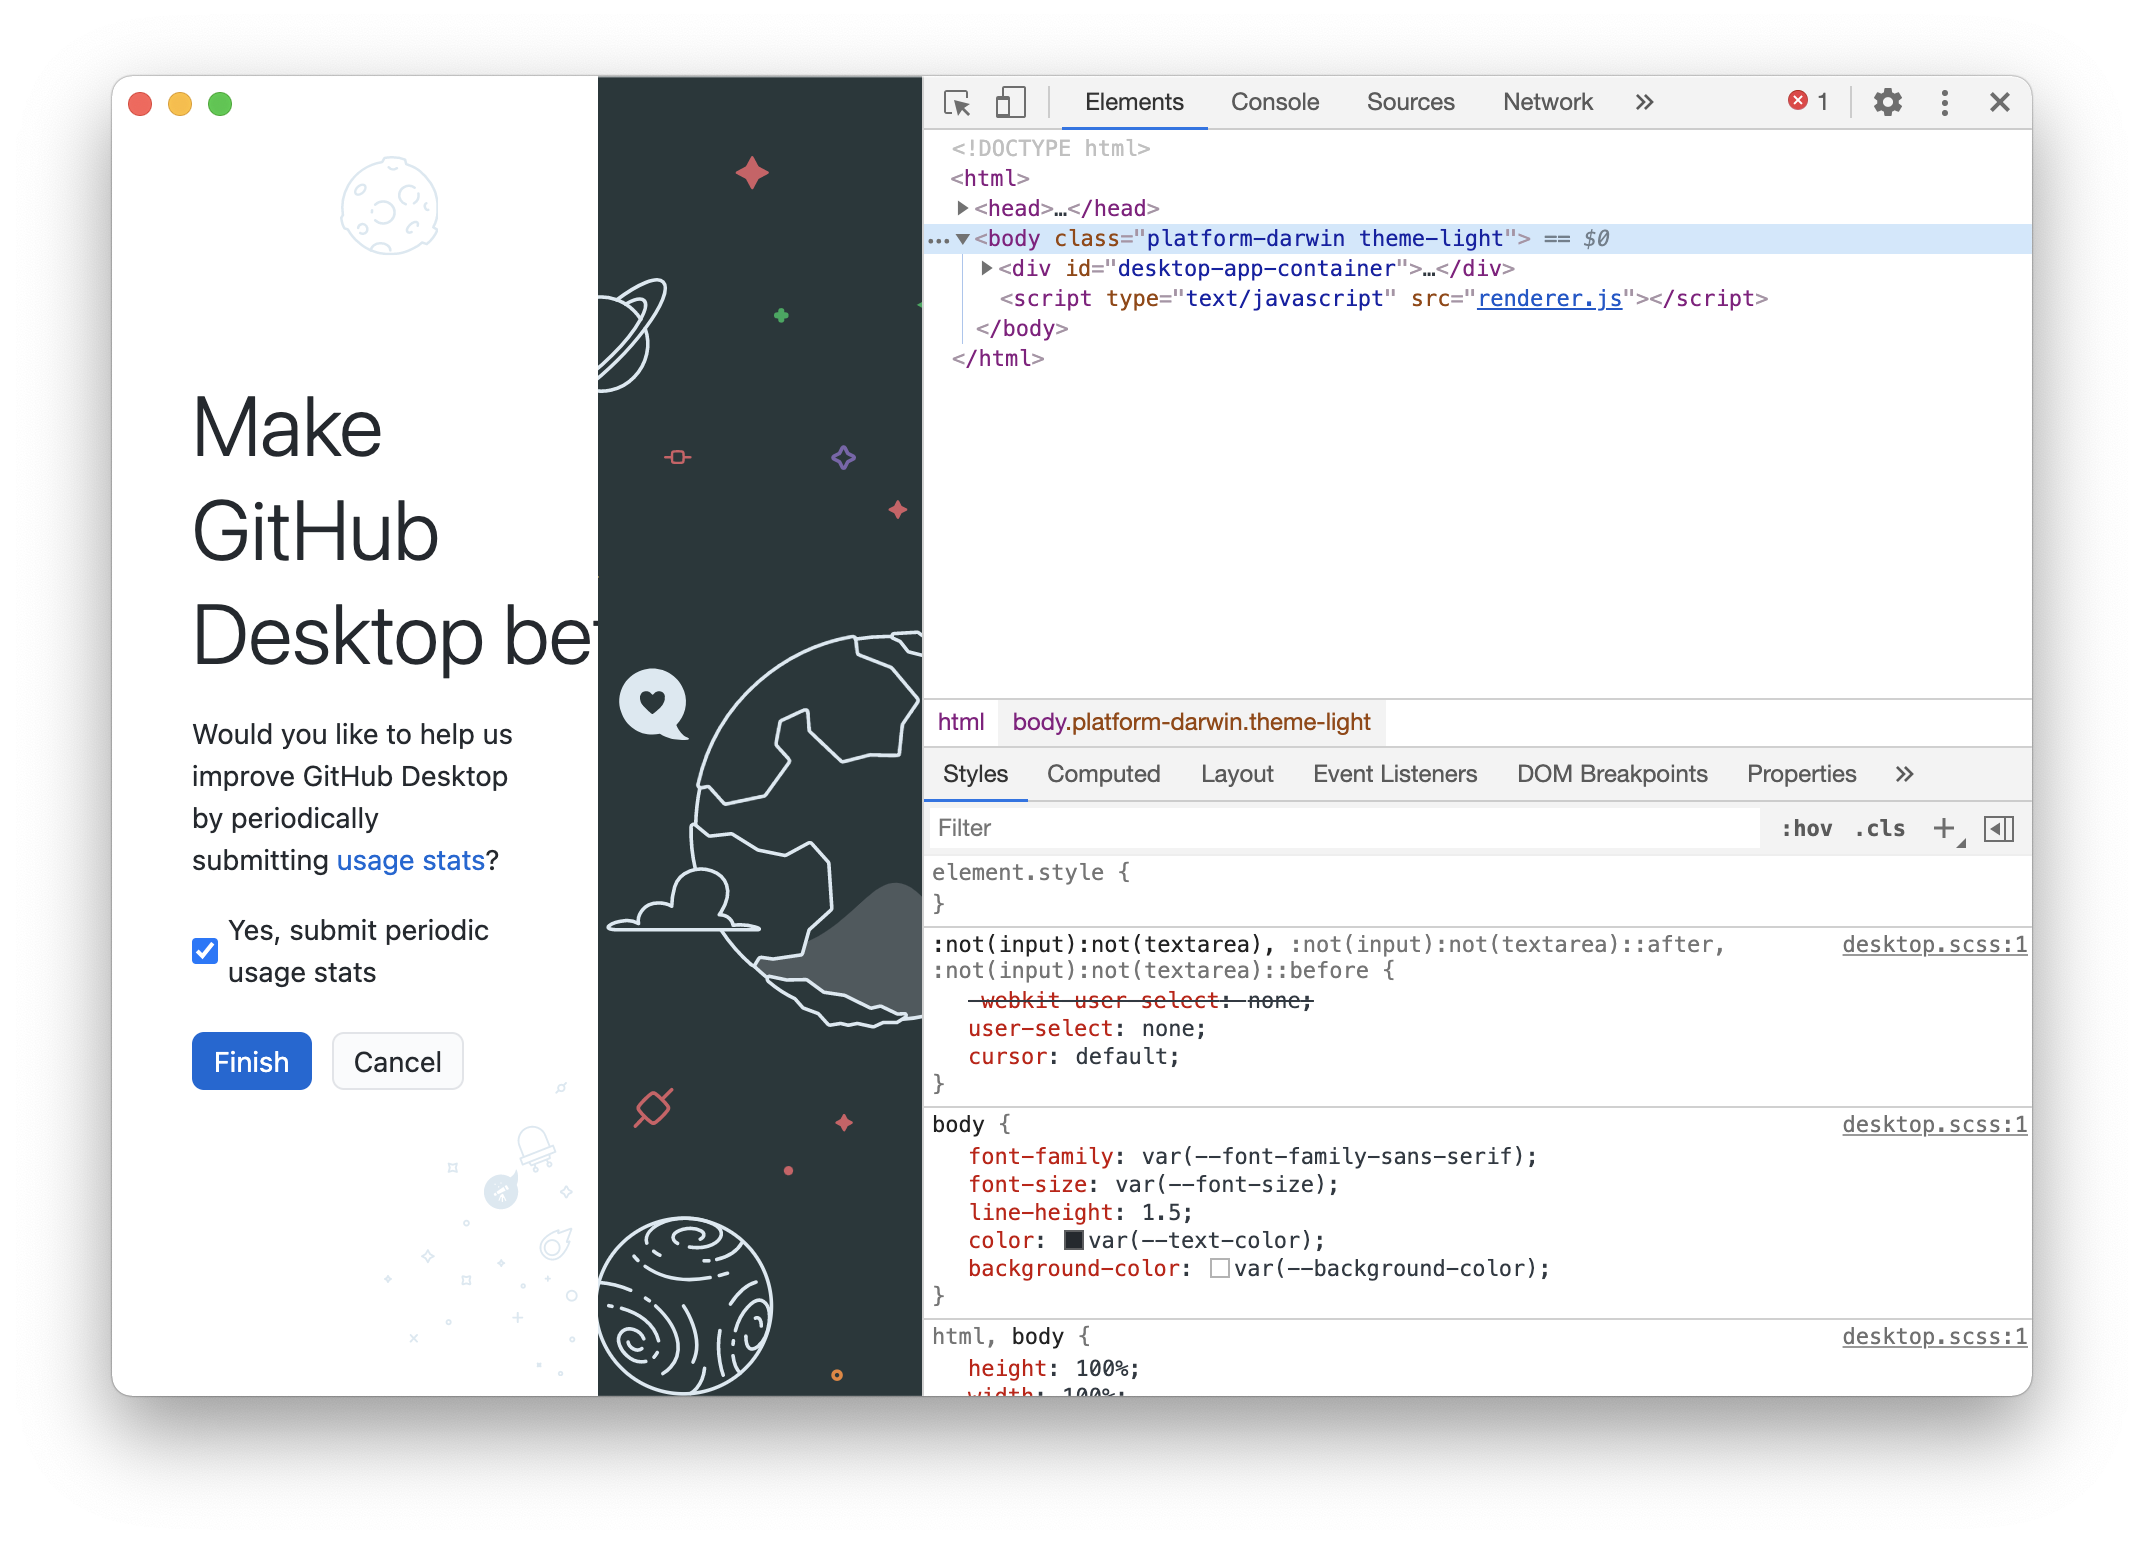 Make
GitHub
Desktop bet
Would you like to help us
improve GitHub Desktop
by periodically
submitting usage stats?
Yes, submit periodic
usage stats
Finish Cancel
Elements Console Sources Network » 1
<!DOCTYPE html>
<html>
<head>…</head>
<body class="platform-darwin theme-light"> == $0
<div id="desktop-app-container">…</div>
<script type="text/javascript" src="renderer.js"></script>
</body>
</html>
html body.platform-darwin.theme-light
Styles Computed Layout Event Listeners DOM Breakpoints Properties »
Filter :hov .cls +
element.style {
}
:not(input):not(textarea), :not(input):not(textarea)::after, desktop.scss:1
:not(input):not(textarea)::before {
-webkit-user-select: none;
user-select: none;
cursor: default;
}
body { desktop.scss:1
font-family: var(--font-family-sans-serif);
font-size: var(--font-size);
line-height: 1.5;
color: var(--text-color);
background-color: var(--background-color);
}
html, body { desktop.scss:1
height: 100%;
width: 100%;